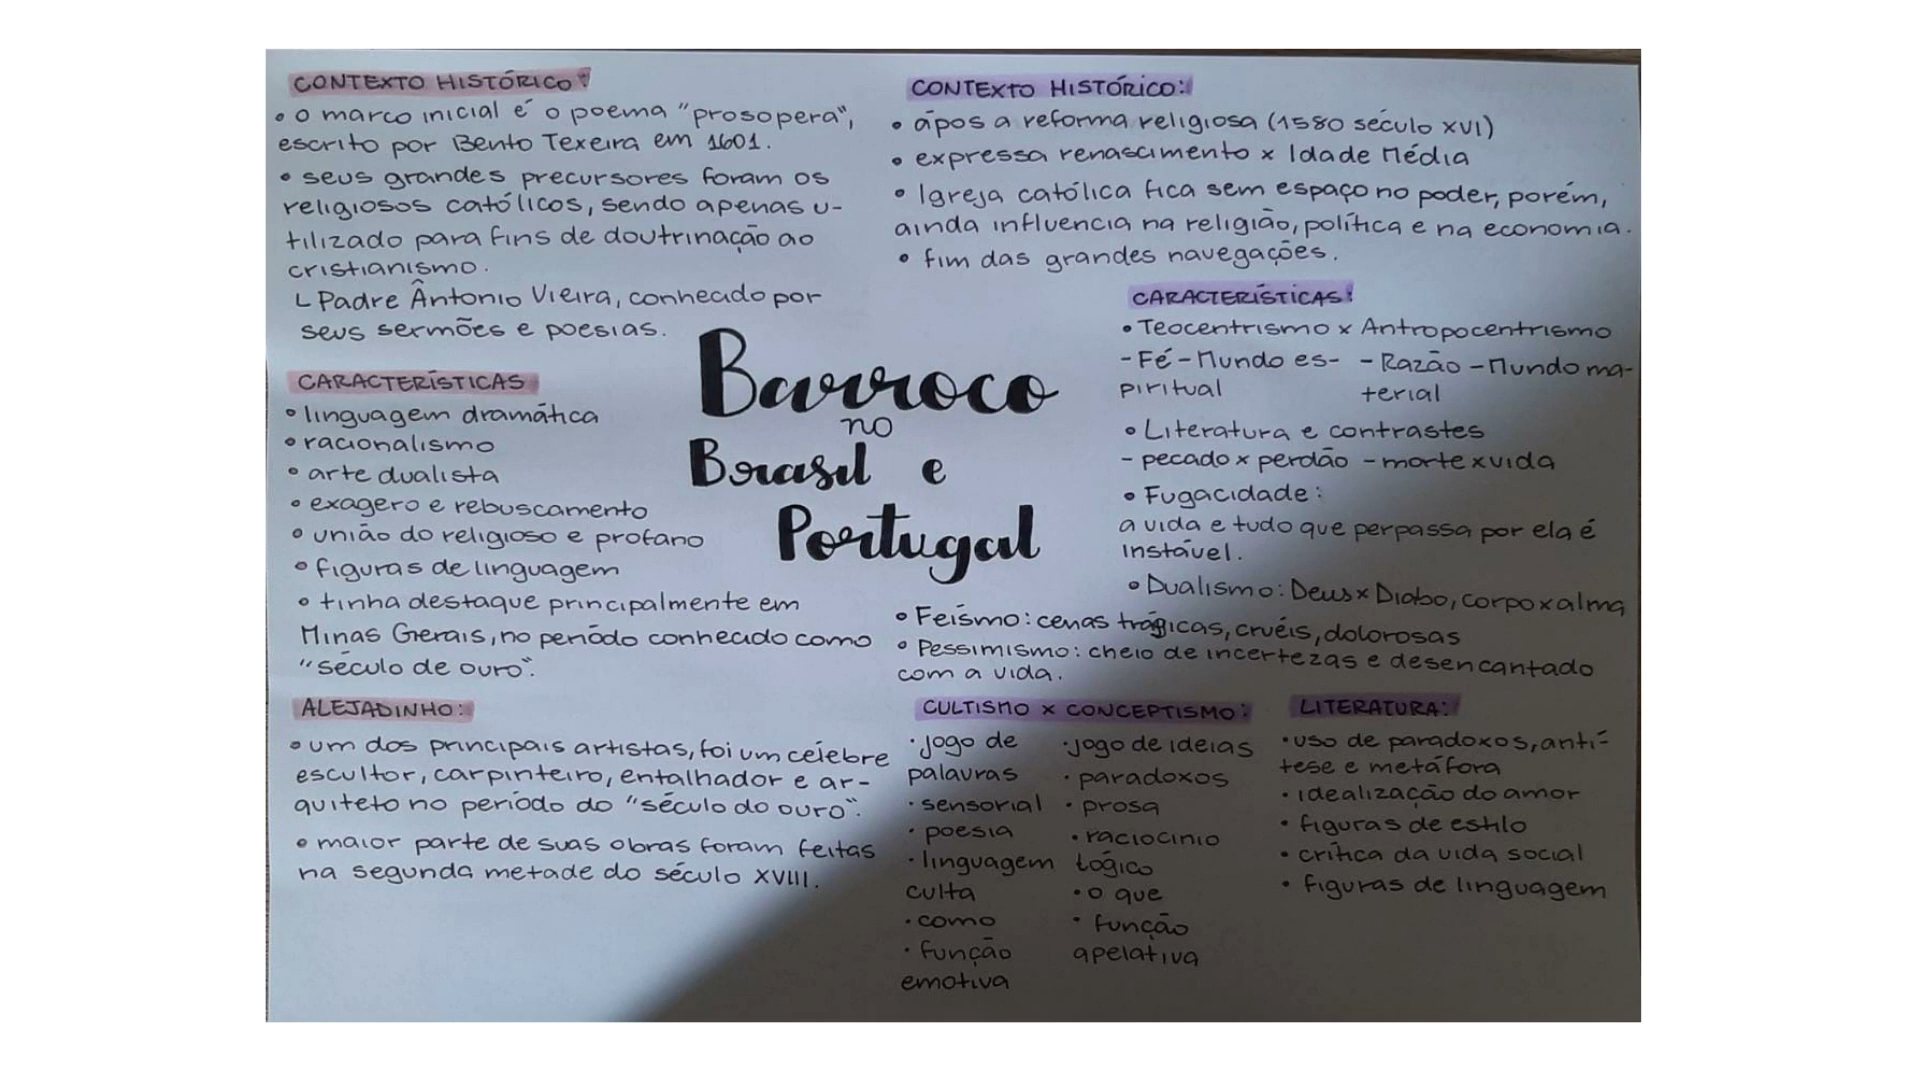 CONTEXTO HISTÓRICO:
• o marco inicial é o poema "prosopera",
escrito por Bento Texeira em 1601.
• seus grandes precursores foram os
religiosos católicos, sendo apenas u-
tilizado para fins de doutrinação ao
cristianismo.
L Padre Ântonio Vieira, conhecido por
seus sermões e poesias.
CARACTERÍSTICAS
• linguagem dramática
• racionalismo
• arte dualista
• exagero e rebuscamento
• união do religioso e profano
• figuras de linguagem
• tinha destaque principalmente em
Minas Gerais, no período conhecido como
"século de ouro".
ALEJADINHO:
• um dos principais artistas, foi um célebre
escultor, carpinteiro, entalhador e ar-
quiteto no período do "século do ouro".
• maior parte de suas obras foram feitas
na segunda metade do século XVIII.
Barroco
no
Brasil e
Portugal
CONTEXTO HISTÓRICO:
• ápos a reforma religiosa (1580 século XVI)
• expressa renascimento x Idade Média
• Igreja católica fica sem espaço no poder, porém,
ainda influencia na religião, política e na economia.
• fim das grandes navegações.
CARACTERÍSTICAS:
• Teocentrismo x Antropocentrismo
- Fé - Mundo es- - Razão - Mundo ma-
piritual terial
• Literatura e contrastes
- pecado x perdão - morte x vida
• Fugacidade:
a vida e tudo que perpassa por ela é
instável.
• Dualismo: Deus x Diabo, corpo x alma
• Feísmo: cenas trágicas, cruéis, dolorosas
• Pessimismo: cheio de incertezas e desencantado
com a vida.
CULTISMO x CONCEPTISMO:
· jogo de
palavras
· sensorial
· poesia
· linguagem
culta
· como
· função
emotiva
· jogo de ideias
· paradoxos
· prosa
· raciocinio
lógico
· o que
· função
apelativa
LITERATURA:
· uso de paradoxos, antí-
tese e metáfora
· idealização do amor
· figuras de estilo
· crítica da vida social
· figuras de linguagem